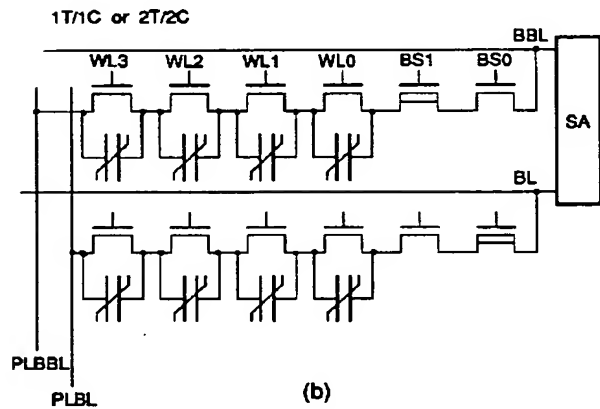 1T/1C or 2T/2C
BBL
WL3 WL2 WL1 WL0 BS1 BS0
SA
BL
PLBBL
PLBL
(b)